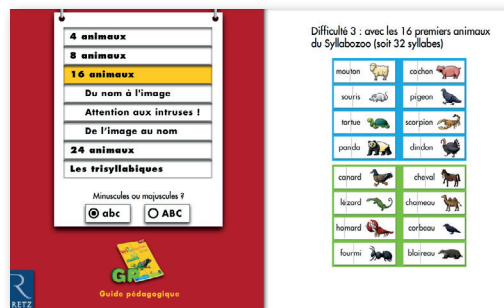 4 animaux
8 animaux
16 animaux
Du nom à l'image
Attention aux intruses !
De l'image au nom
24 animaux
Les trisyllabiques
Minuscules ou majuscules ?
abc
ABC
GP
Guide pédagogique
RETZ
Difficulté 3 : avec les 16 premiers animaux
du Syllabozoo (soit 32 syllabes)
mouton cochon
souris pigeon
tortue scorpion
panda dindon
canard cheval
lézard chameau
homard corbeau
fourmi blaireau